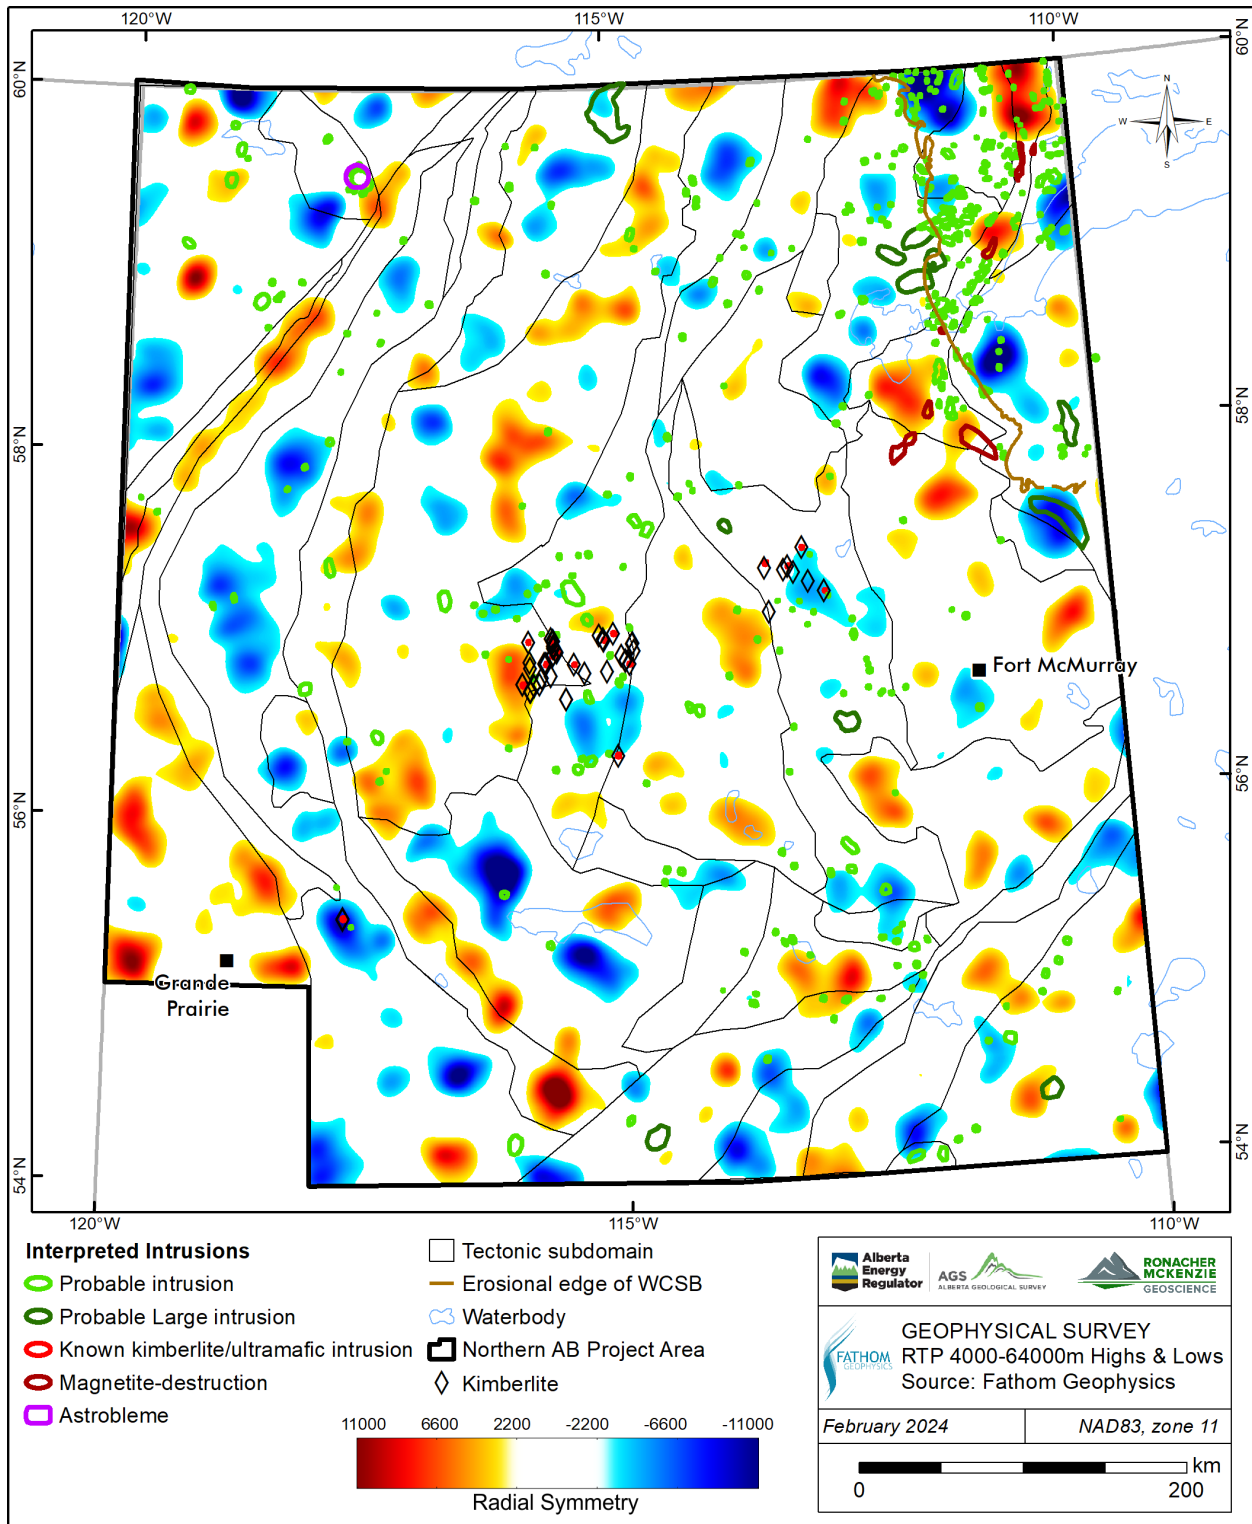 120°W
115°W
110°W
60°N
60°N
N
W
E
S
58°N
58°N
Fort McMurray
56°N
56°N
Grande
Prairie
54°N
54°N
120°W
115°W
110°W
Interpreted Intrusions
Probable intrusion
Probable Large intrusion
Known kimberlite/ultramafic intrusion
Magnetite-destruction
Astrobleme
Tectonic subdomain
Erosional edge of WCSB
Waterbody
Northern AB Project Area
Kimberlite
11000 6600 2200 -2200 -6600 -11000
Radial Symmetry
Alberta
Energy
Regulator
AGS
ALBERTA GEOLOGICAL SURVEY
RONACHER
MCKENZIE
GEOSCIENCE
FATHOM
GEOPHYSICS
GEOPHYSICAL SURVEY
RTP 4000-64000m Highs & Lows
Source: Fathom Geophysics
February 2024
NAD83, zone 11
km
0 200